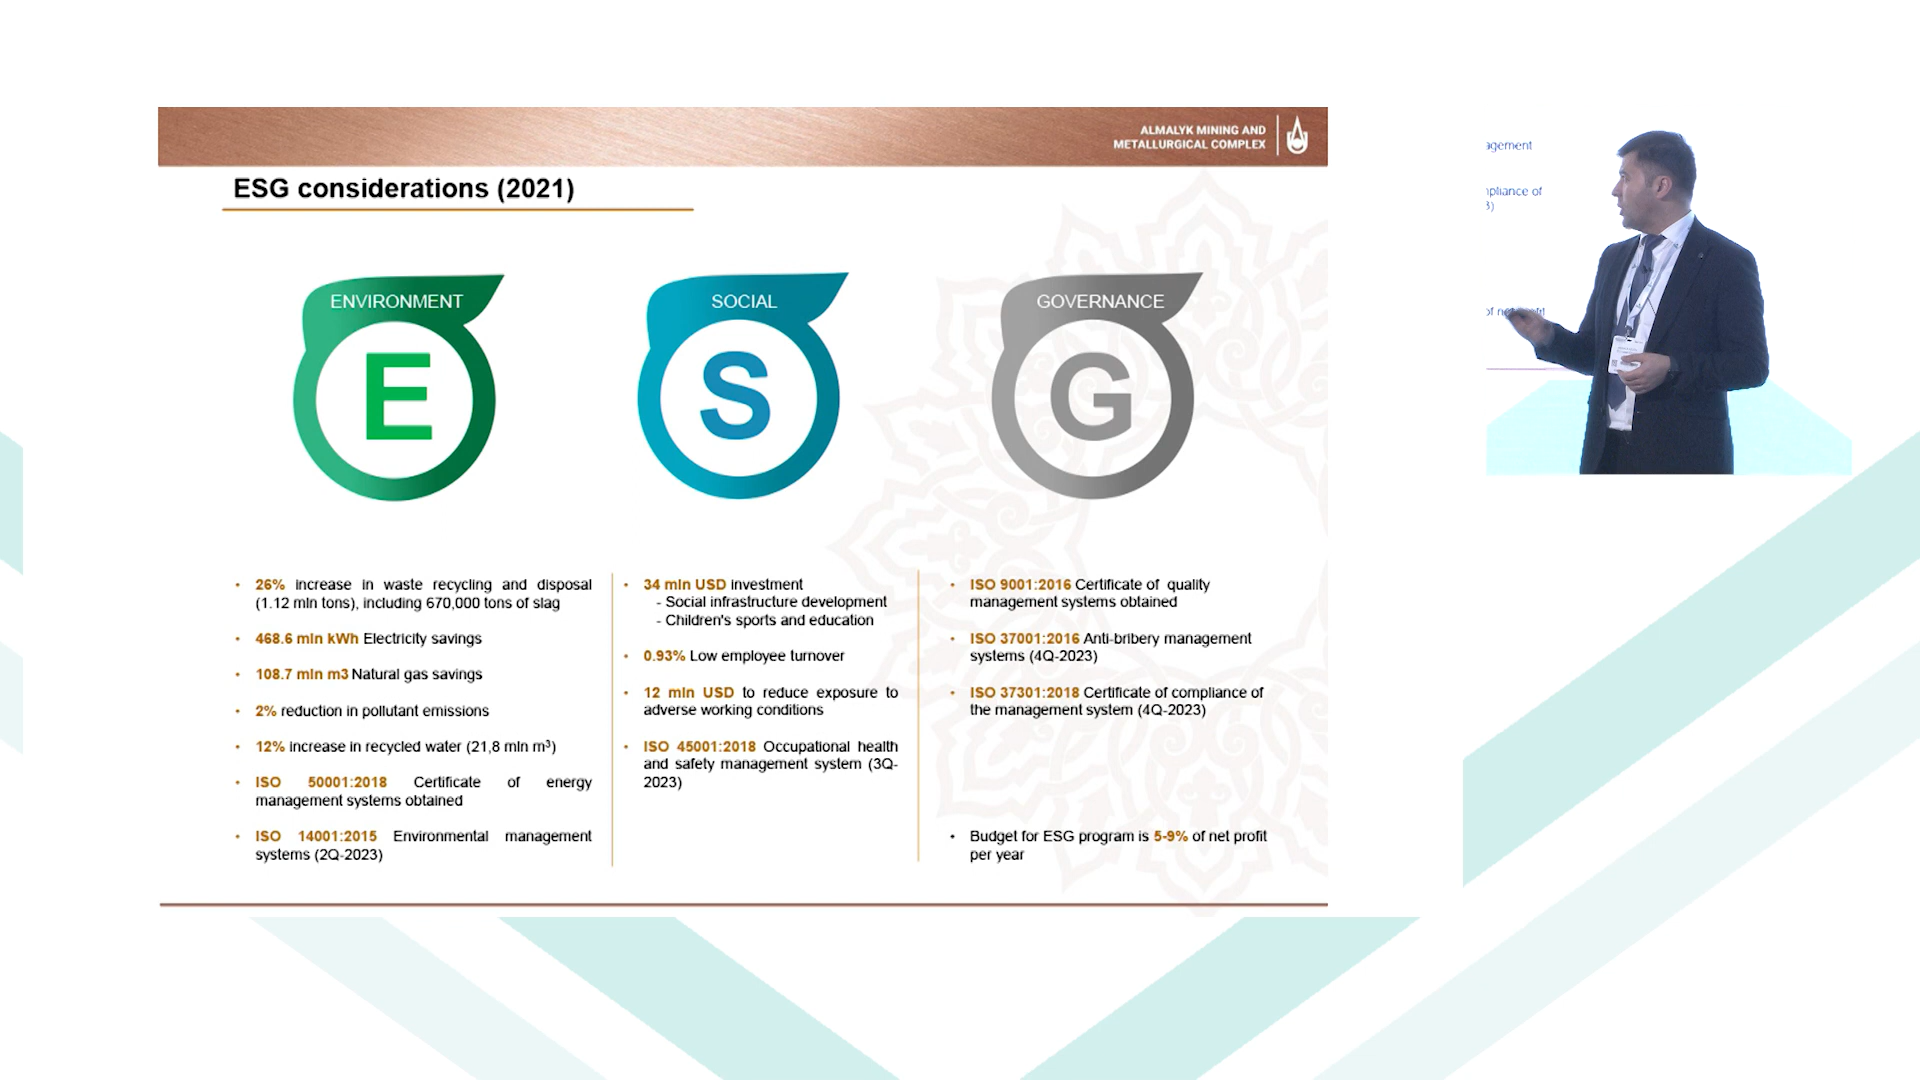 ALMALYK MINING AND
METALLURGICAL COMPLEX
ESG considerations (2021)
ENVIRONMENT
E
26% increase in waste recycling and disposal
(1.12 mln tons), including 670,000 tons of slag
468.6 mln kWh Electricity savings
108.7 mln m3 Natural gas savings
2% reduction in pollutant emissions
12% increase in recycled water (21,8 mln m³)
ISO 50001:2018 Certificate of energy
management systems obtained
ISO 14001:2015 Environmental management
systems (2Q-2023)
SOCIAL
S
34 mln USD investment
- Social infrastructure development
- Children's sports and education
0.93% Low employee turnover
12 mln USD to reduce exposure to
adverse working conditions
ISO 45001:2018 Occupational health
and safety management system (3Q-
2023)
GOVERNANCE
G
ISO 9001:2016 Certificate of quality
management systems obtained
ISO 37001:2016 Anti-bribery management
systems (4Q-2023)
ISO 37301:2018 Certificate of compliance of
the management system (4Q-2023)
Budget for ESG program is 5-9% of net profit
per year
agement
mpliance of
3)
of net